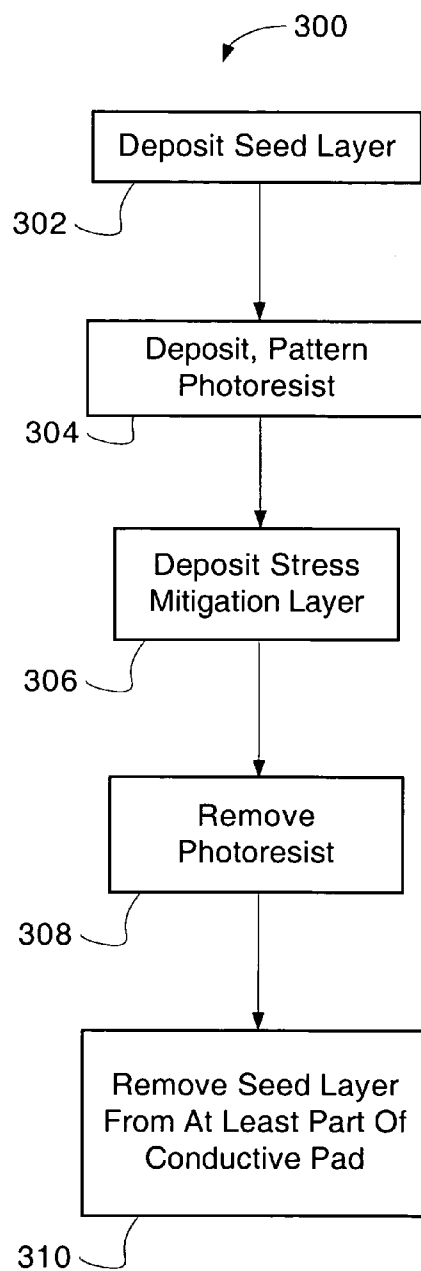 300
Deposit Seed Layer
302
Deposit, Pattern
Photoresist
304
Deposit Stress
Mitigation Layer
306
Remove
Photoresist
308
Remove Seed Layer
From At Least Part Of
Conductive Pad
310